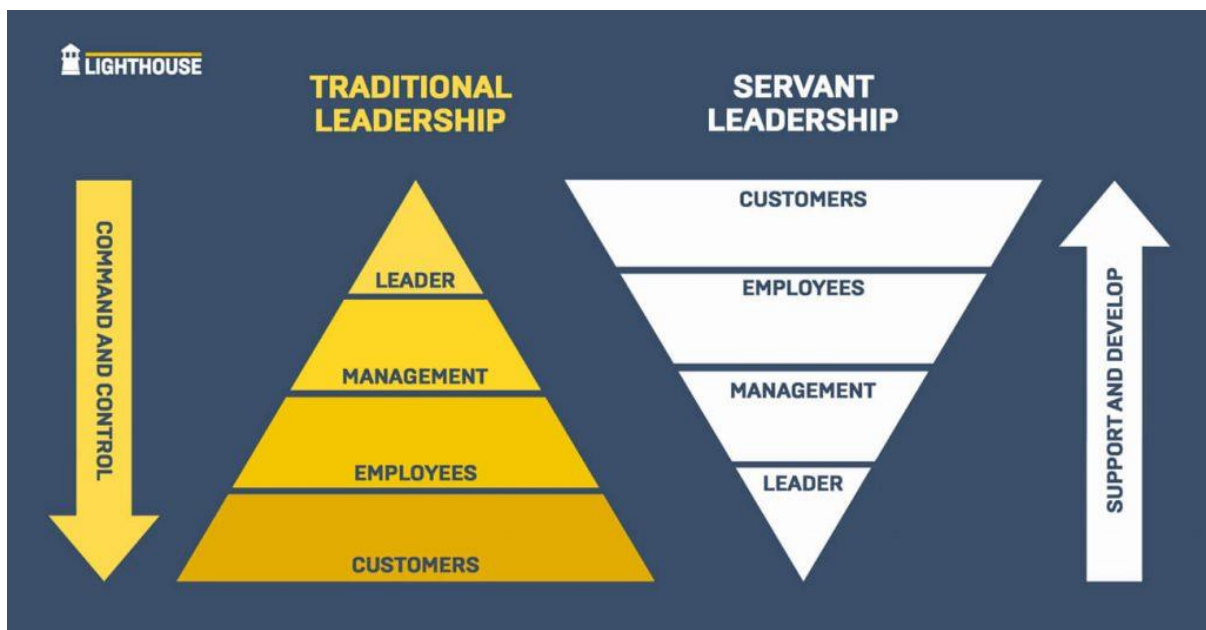 LIGHTHOUSE
TRADITIONAL
LEADERSHIP
SERVANT
LEADERSHIP
COMMAND AND CONTROL
LEADER
MANAGEMENT
EMPLOYEES
CUSTOMERS
CUSTOMERS
EMPLOYEES
MANAGEMENT
LEADER
SUPPORT AND DEVELOP